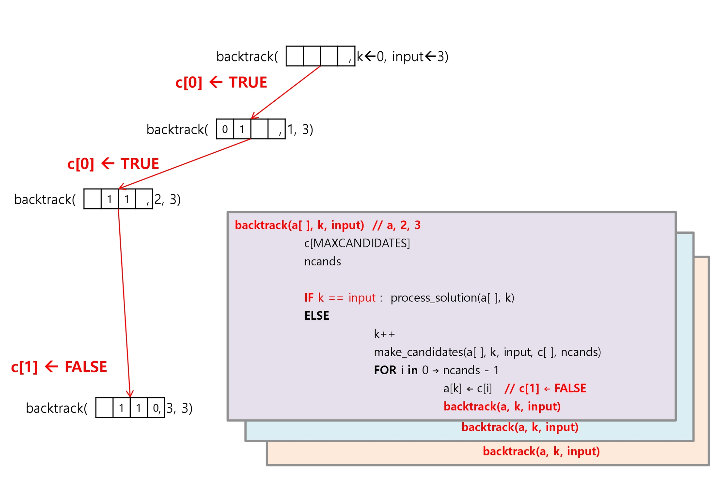 backtrack( , k←0, input←3)
c[0] ← TRUE
backtrack( 0 1 , 1, 3)
c[0] ← TRUE
backtrack( 1 1 , 2, 3)
backtrack(a[ ], k, input) // a, 2, 3
c[MAXCANDIDATES]
ncands
IF k == input : process_solution(a[ ], k)
ELSE
k++
make_candidates(a[ ], k, input, c[ ], ncands)
FOR i in 0 → ncands - 1
a[k] ← c[i] // c[1] ← FALSE
backtrack(a, k, input)
backtrack(a, k, input)
backtrack(a, k, input)
c[1] ← FALSE
backtrack( 1 1 0, 3, 3)